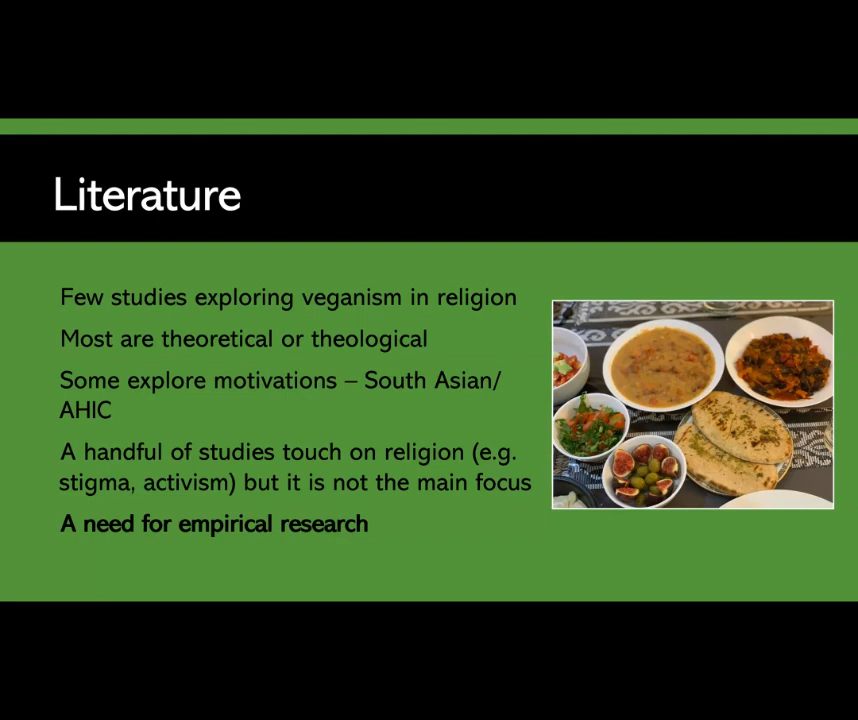 Literature
Few studies exploring veganism in religion
Most are theoretical or theological
Some explore motivations – South Asian/
AHIC
A handful of studies touch on religion (e.g.
stigma, activism) but it is not the main focus
A need for empirical research